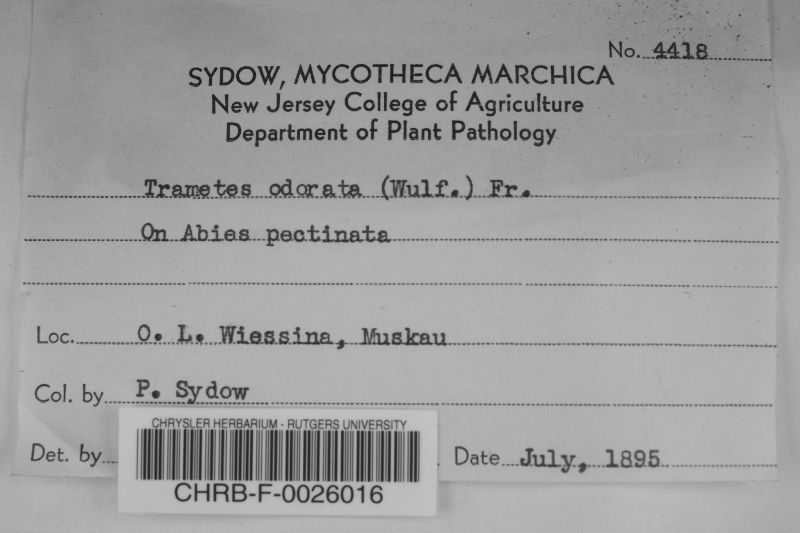 No. 4418
SYDOW, MYCOTHECA MARCHICA
New Jersey College of Agriculture
Department of Plant Pathology
Trametes odorata (Wulf.) Fr.
On Abies pectinata
Loc. O. L. Wiessina, Muskau
Col. by P. Sydow
Det. by
Date July, 1895
CHRYSLER HERBARIUM - RUTGERS UNIVERSITY
CHRB-F-0026016